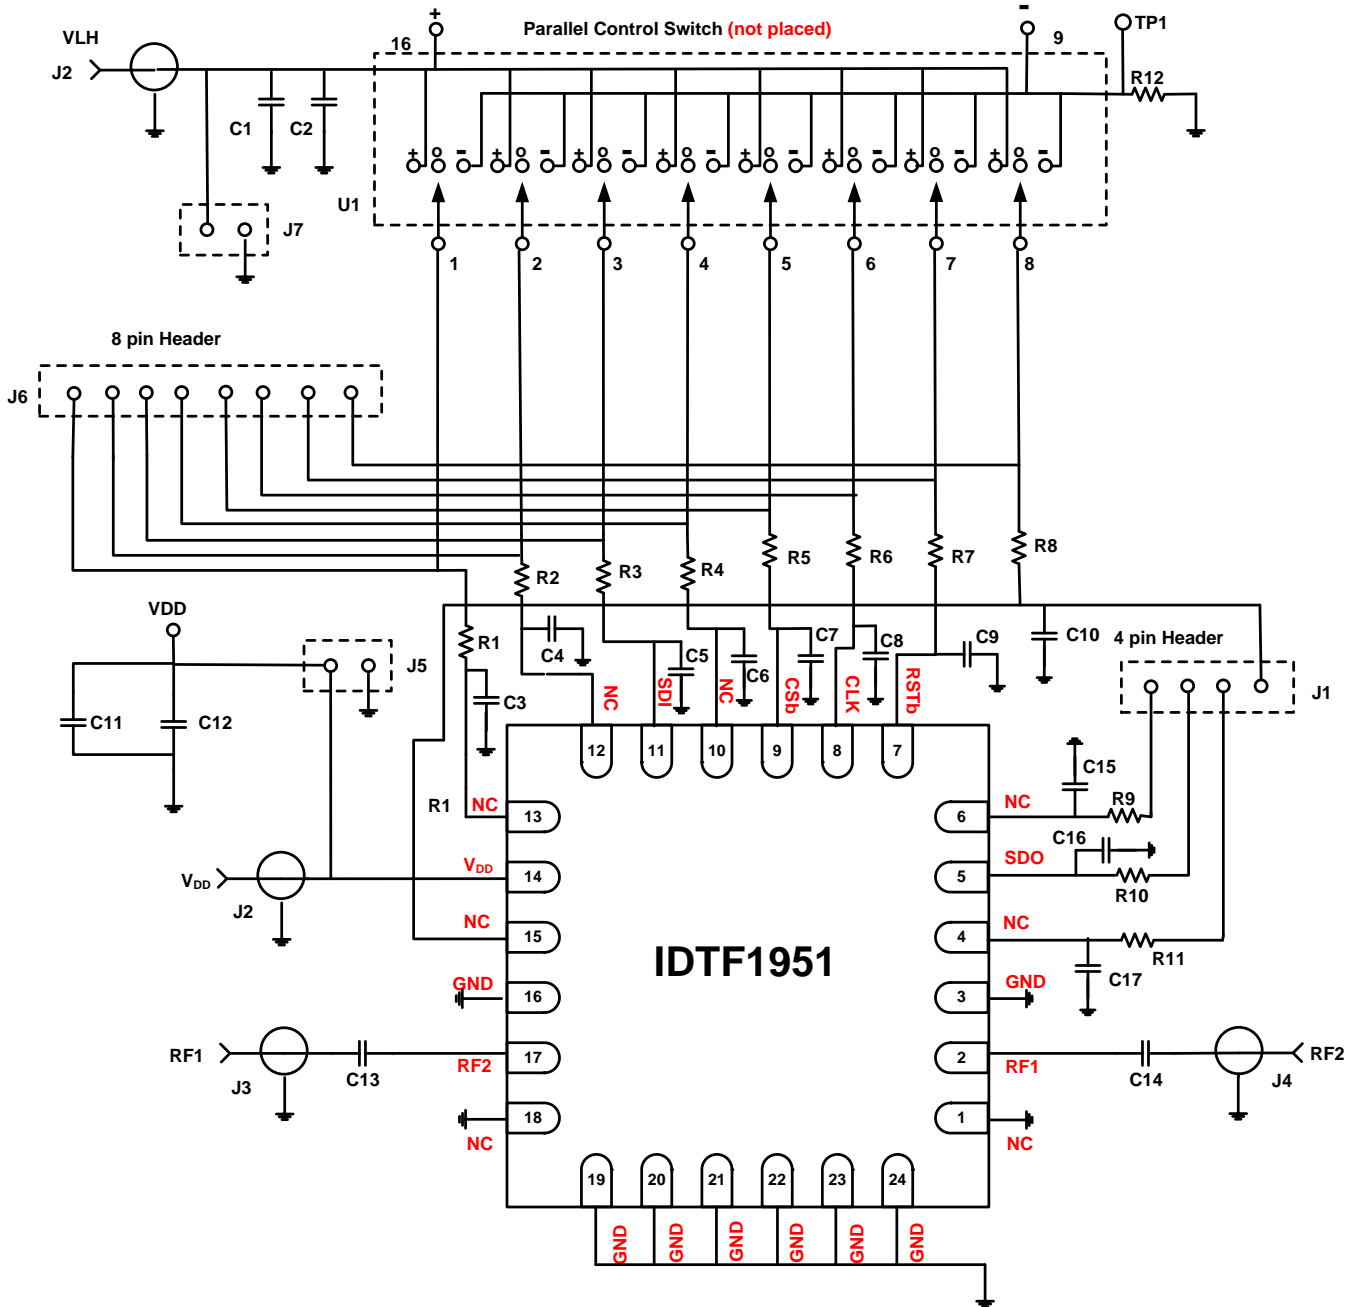 +
-
TP1
VLH
Parallel Control Switch (not placed)
16
9
J2
R12
C1
C2
+ o - + o - + o - + o - + o - + o - + o - + o -
U1
J7
1 2 3 4 5 6 7 8
8 pin Header
J6
R5 R6 R7 R8
R2 R3 R4
VDD
R1
C4 C5 C6 C7 C8 C9 C10
4 pin Header
J5
J1
C3
C11
C12
NC SDI NC CSb CLK RSTb
12 11 10 9 8 7
C15
R1
NC
13
6
NC
R9
C16
VDD
J2
VDD
14
5
SDO
R10
NC
15
4
NC
R11
IDTF1951
C17
GND
16
3
GND
RF1
J3
C13
RF2
17
2
RF1
C14
J4
RF2
18
1
NC
NC
19 20 21 22 23 24
GND GND GND GND GND GND